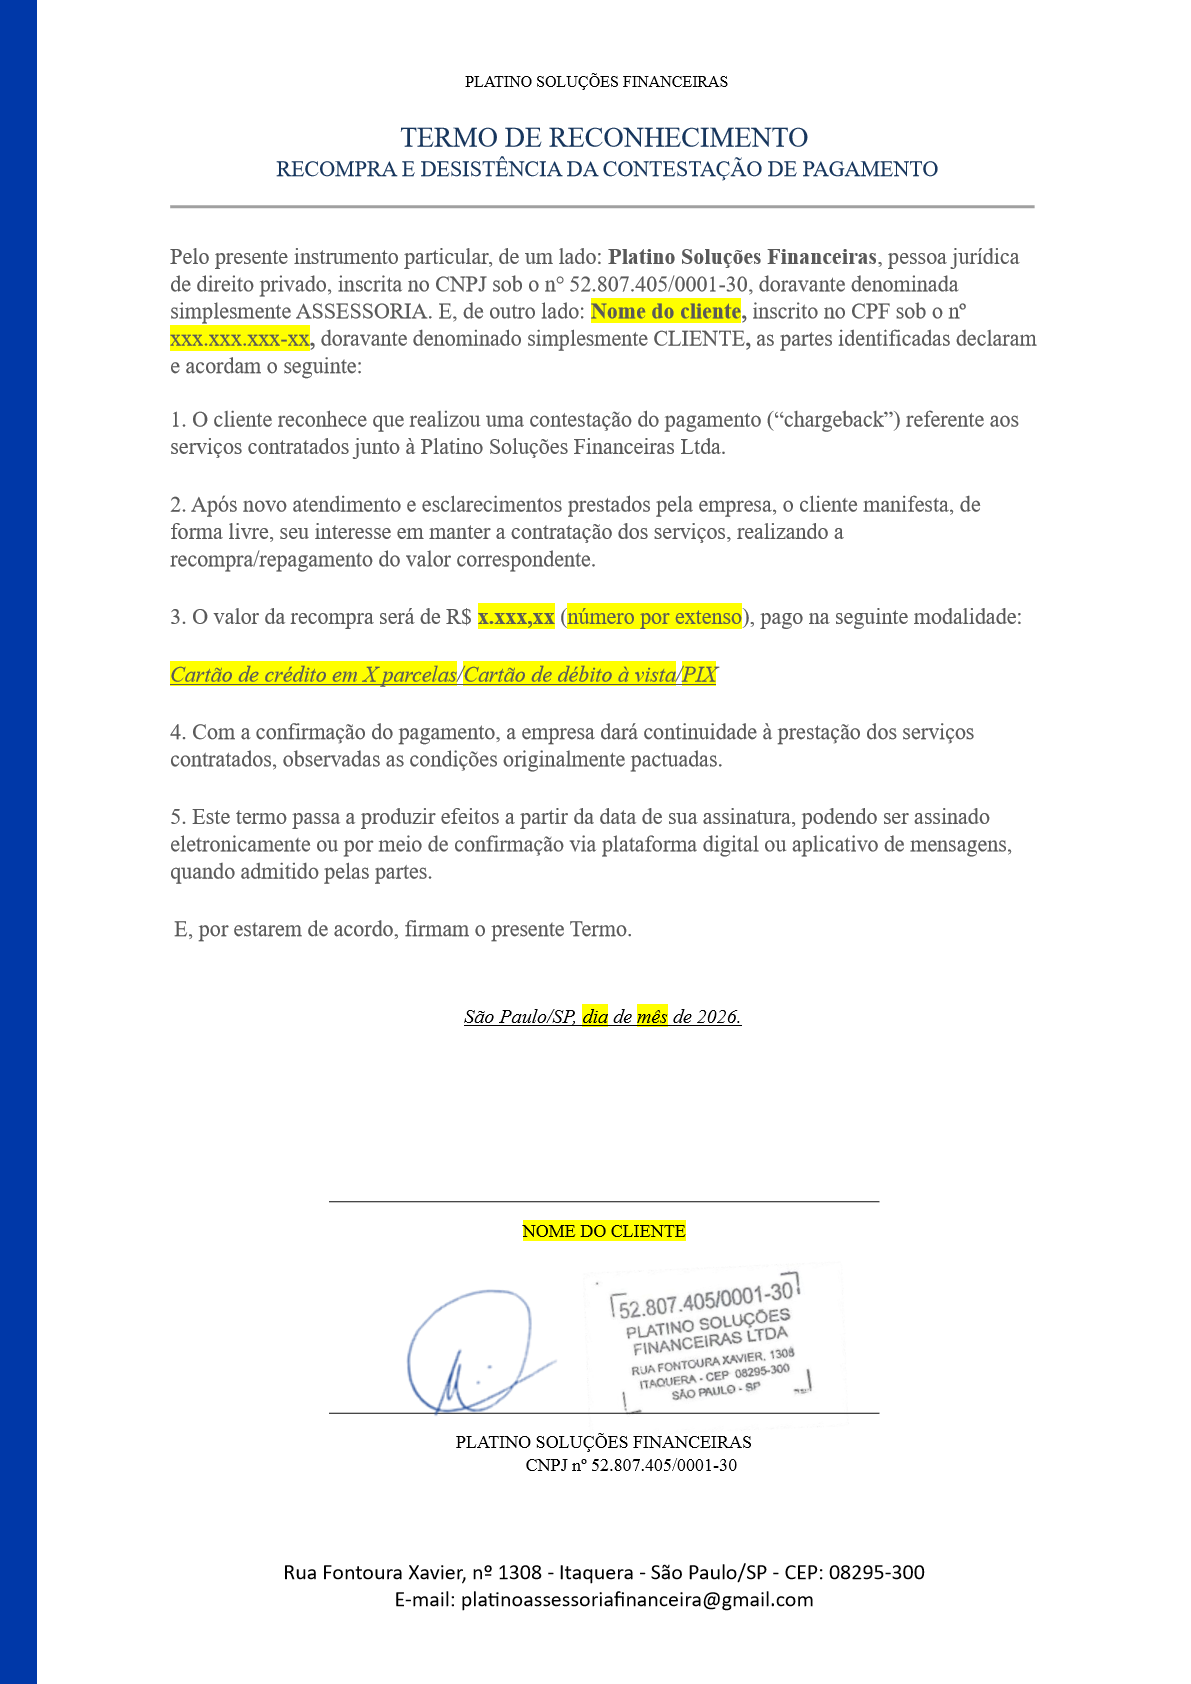 PLATINO SOLUÇÕES FINANCEIRAS
TERMO DE RECONHECIMENTO
RECOMPRA E DESISTÊNCIA DA CONTESTAÇÃO DE PAGAMENTO
Pelo presente instrumento particular, de um lado: Platino Soluções Financeiras, pessoa jurídica
de direito privado, inscrita no CNPJ sob o n° 52.807.405/0001-30, doravante denominada
simplesmente ASSESSORIA. E, de outro lado: Nome do cliente, inscrito no CPF sob o nº
xxx.xxx.xxx-xx, doravante denominado simplesmente CLIENTE, as partes identificadas declaram
e acordam o seguinte:
1. O cliente reconhece que realizou uma contestação do pagamento (“chargeback”) referente aos
serviços contratados junto à Platino Soluções Financeiras Ltda.
2. Após novo atendimento e esclarecimentos prestados pela empresa, o cliente manifesta, de
forma livre, seu interesse em manter a contratação dos serviços, realizando a
recompra/repagamento do valor correspondente.
3. O valor da recompra será de R$ x.xxx,xx (número por extenso), pago na seguinte modalidade:
Cartão de crédito em X parcelas/Cartão de débito à vista/PIX
4. Com a confirmação do pagamento, a empresa dará continuidade à prestação dos serviços
contratados, observadas as condições originalmente pactuadas.
5. Este termo passa a produzir efeitos a partir da data de sua assinatura, podendo ser assinado
eletronicamente ou por meio de confirmação via plataforma digital ou aplicativo de mensagens,
quando admitido pelas partes.
E, por estarem de acordo, firmam o presente Termo.
São Paulo/SP, dia de mês de 2026.
NOME DO CLIENTE
52.807.405/0001-30
PLATINO SOLUÇÕES
FINANCEIRAS LTDA
RUA FONTOURA XAVIER, 1308
ITAQUERA - CEP 08295-300
SÃO PAULO - SP
PLATINO SOLUÇÕES FINANCEIRAS
CNPJ nº 52.807.405/0001-30
Rua Fontoura Xavier, nº 1308 - Itaquera - São Paulo/SP - CEP: 08295-300
E-mail: platinoassessoriafinanceira@gmail.com